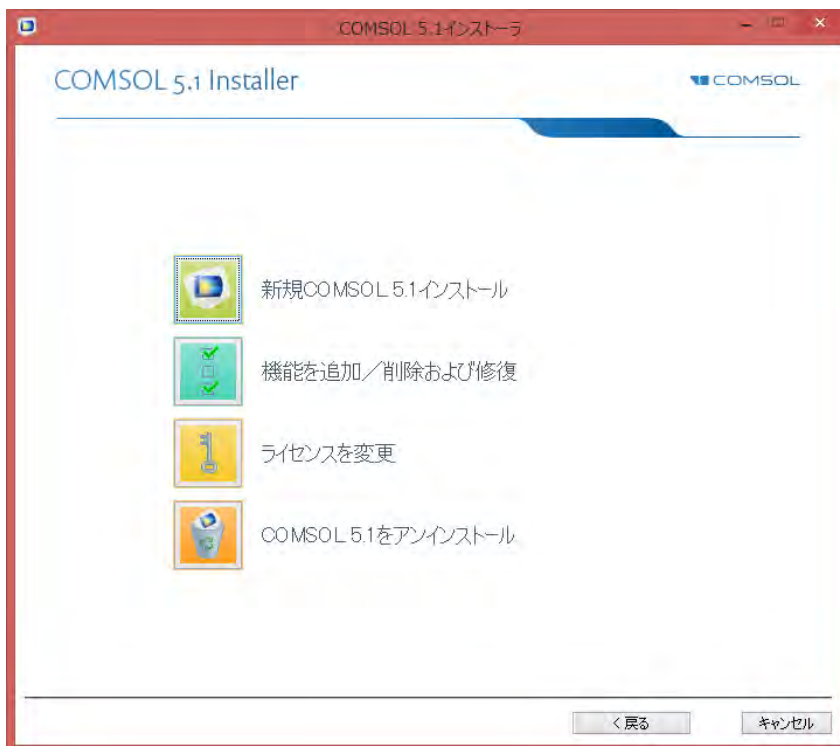 COMSOL 5.1インストーラ
COMSOL 5.1 Installer
COMSOL
新規COMSOL 5.1インストール
機能を追加／削除および修復
ライセンスを変更
COMSOL 5.1をアンインストール
< 戻る
キャンセル